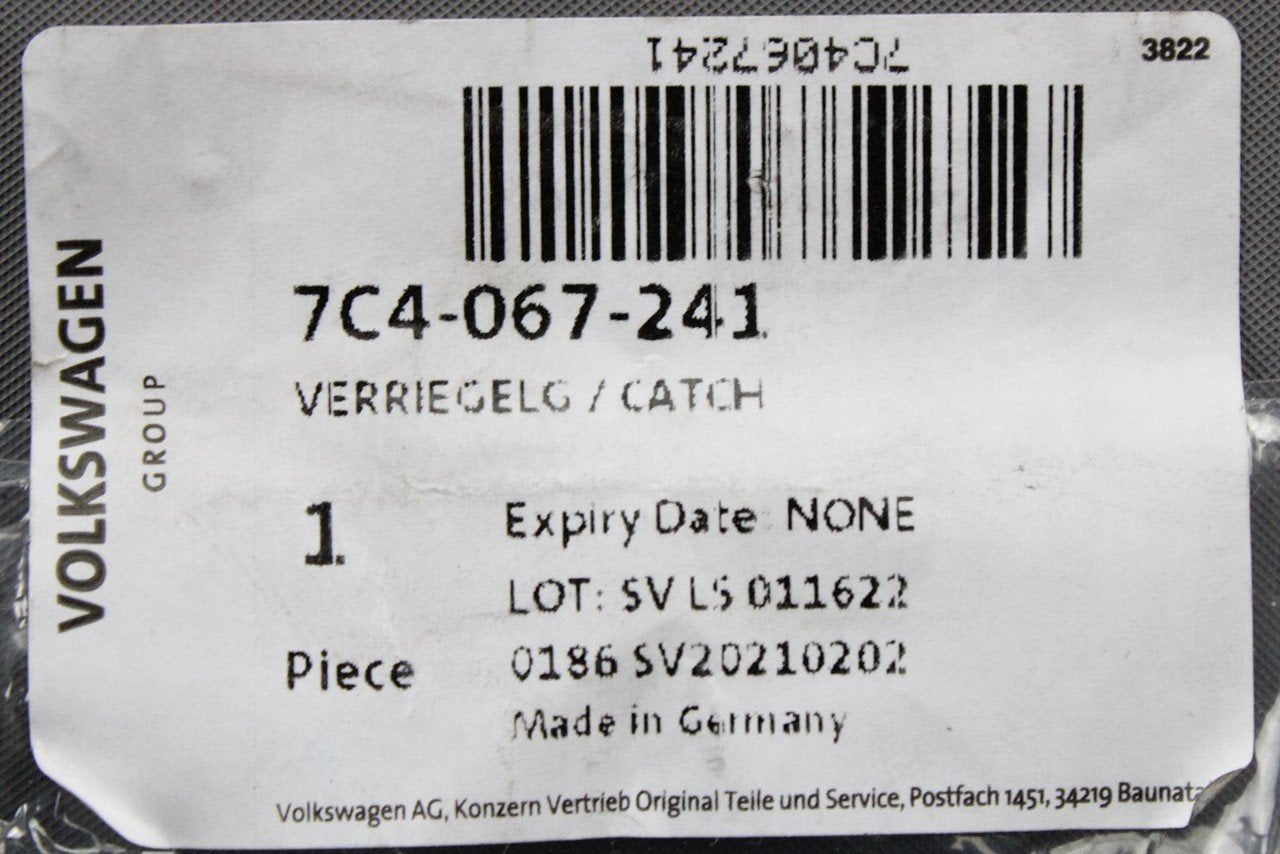 7C4067241
3822
VOLKSWAGEN
GROUP
7C4-067-241
VERRIEGELG / CATCH
1
Piece
Expiry Date: NONE
LOT: SV LS 011622
0186 SV20210202
Made in Germany
Volkswagen AG, Konzern Vertrieb Original Teile und Service, Postfach 1451, 34219 Baunata